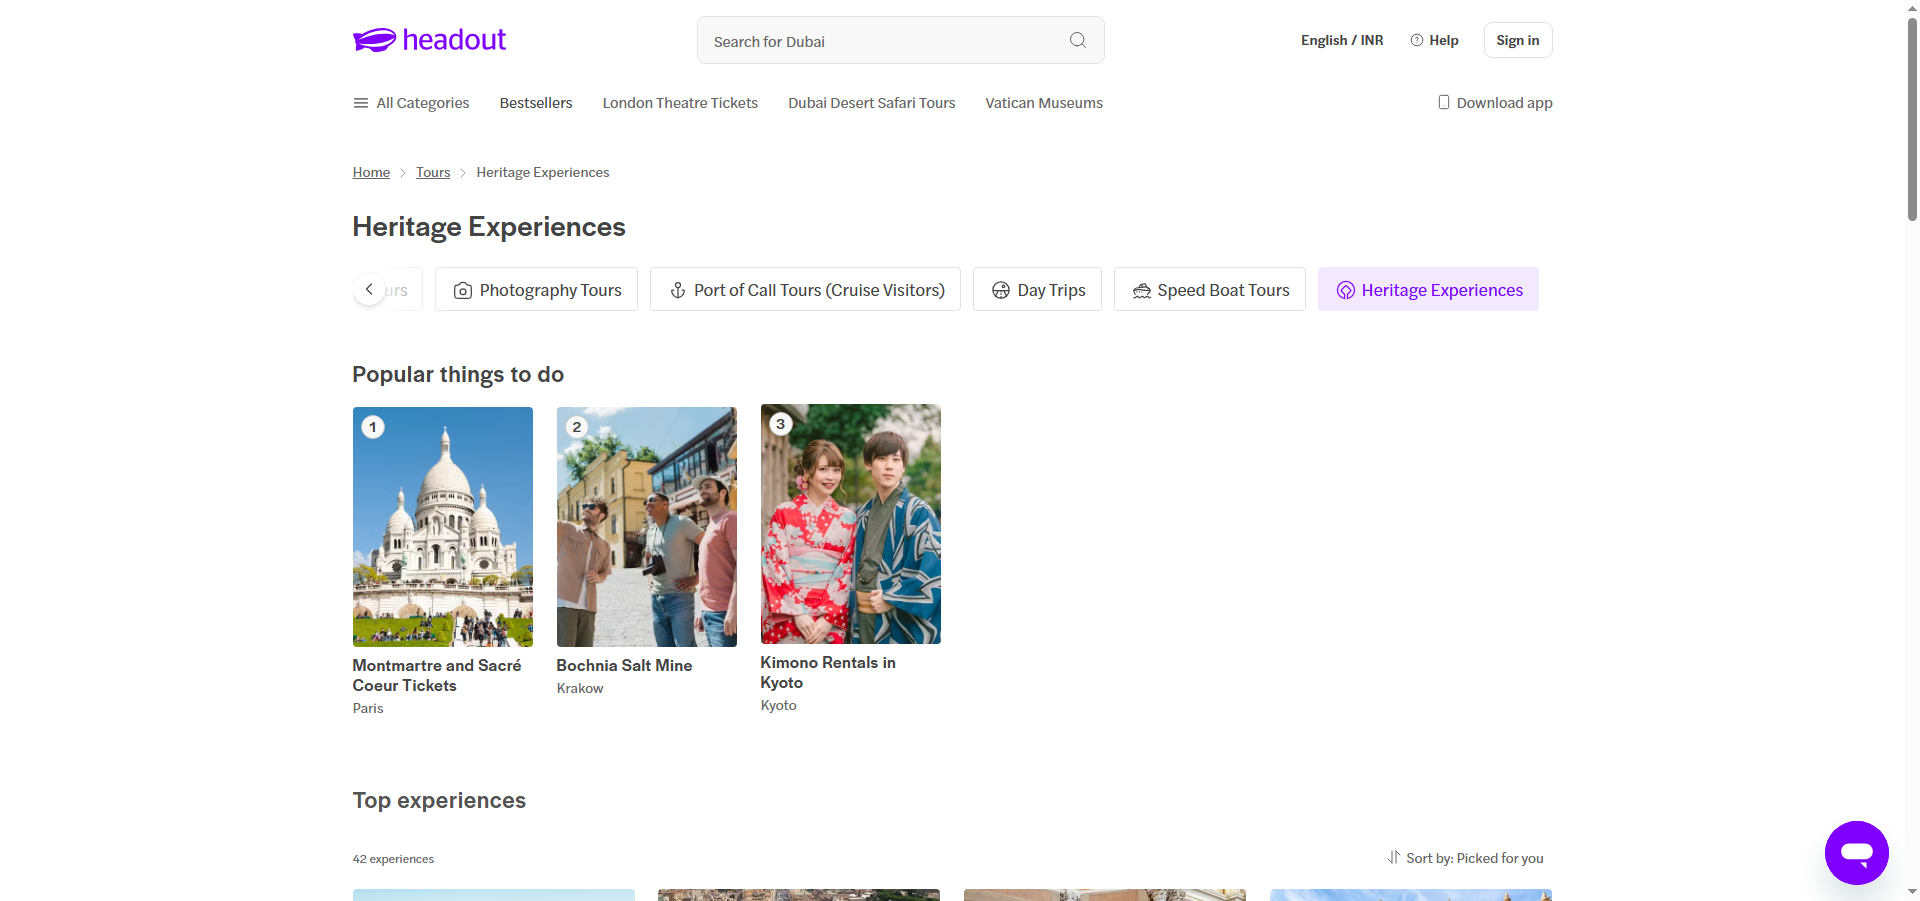 headout
Search for Dubai
English / INR
Help
Sign in
All Categories
Bestsellers
London Theatre Tickets
Dubai Desert Safari Tours
Vatican Museums
Download app
Home
Tours
Heritage Experiences
Heritage Experiences
urs
Photography Tours
Port of Call Tours (Cruise Visitors)
Day Trips
Speed Boat Tours
Heritage Experiences
Popular things to do
1
2
3
Montmartre and Sacré
Coeur Tickets
Paris
Bochnia Salt Mine
Krakow
Kimono Rentals in
Kyoto
Kyoto
Top experiences
42 experiences
Sort by: Picked for you